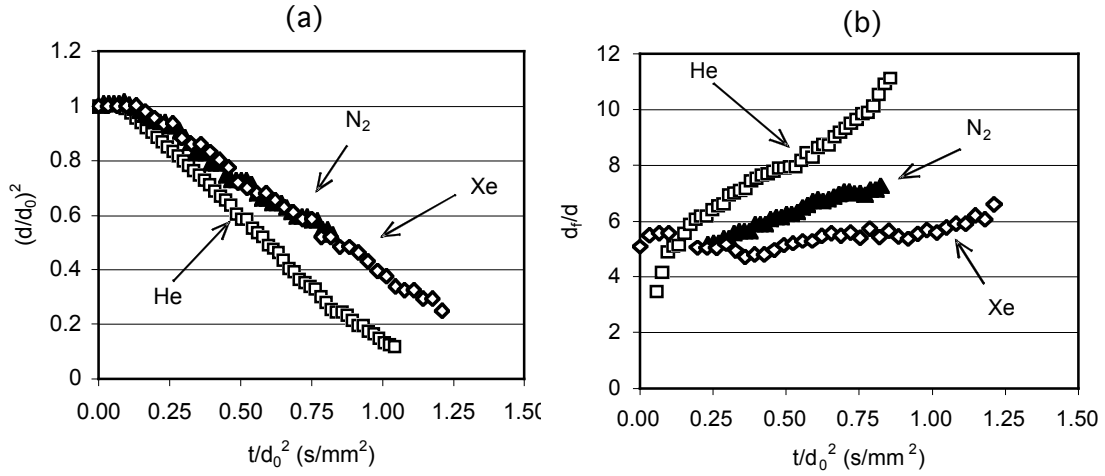 (a)
(b)
1.2
1
0.8
0.6
0.4
0.2
0
(d/d₀)²
N₂
Xe
He
0.00
0.25
0.50
0.75
1.00
1.25
1.50
t/d₀² (s/mm²)
12
10
8
6
4
2
0
d_f/d
He
N₂
Xe
0.00
0.25
0.50
0.75
1.00
1.25
1.50
t/d₀² (s/mm²)